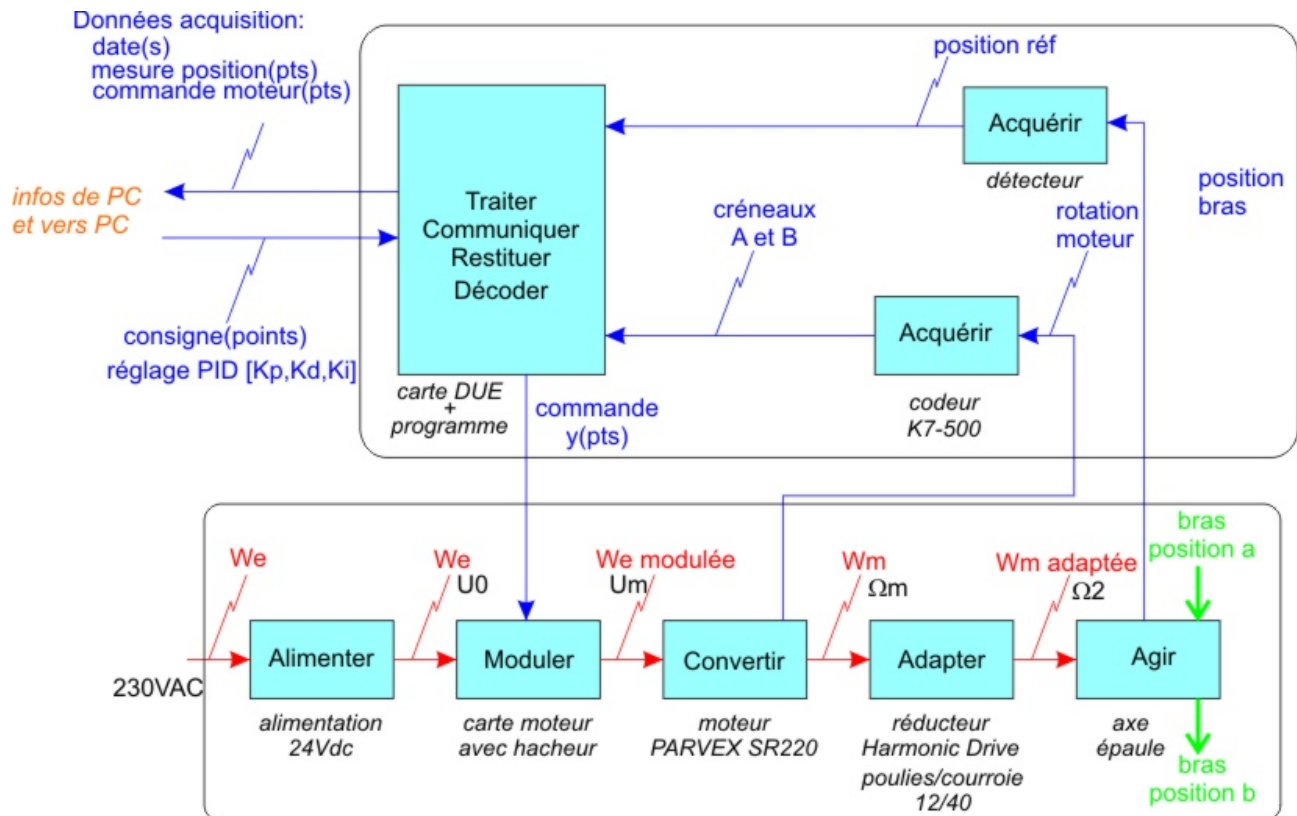 Données acquisition:
date(s)
mesure position(pts)
commande moteur(pts)
infos de PC
et vers PC
consigne(points)
réglage PID [Kp,Kd,Ki]
Traiter
Communiquer
Restituer
Décoder
carte DUE
+
programme
position réf
Acquérir
détecteur
position
bras
créneaux
A et B
rotation
moteur
Acquérir
codeur
K7-500
commande
y(pts)
230VAC
We
Alimenter
alimentation
24Vdc
We
U0
Moduler
carte moteur
avec hacheur
We modulée
Um
Convertir
moteur
PARVEX SR220
Wm
Ωm
Adapter
réducteur
Harmonic Drive
poulies/courroie
12/40
Wm adaptée
Ω2
Agir
axe
épaule
bras
position a
bras
position b